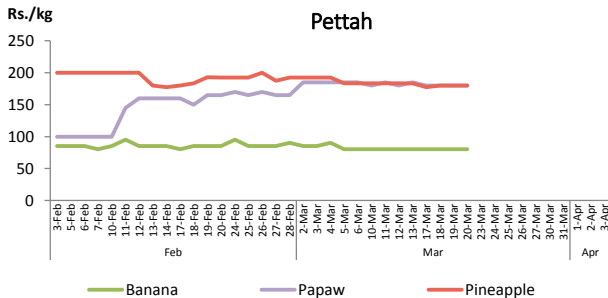 Rs./kg
Pettah
250
200
150
100
50
0
3-Feb
5-Feb
6-Feb
7-Feb
10-Feb
11-Feb
12-Feb
13-Feb
14-Feb
17-Feb
18-Feb
19-Feb
20-Feb
24-Feb
25-Feb
26-Feb
27-Feb
28-Feb
2-Mar
3-Mar
4-Mar
5-Mar
6-Mar
10-Mar
11-Mar
12-Mar
13-Mar
17-Mar
18-Mar
19-Mar
20-Mar
23-Mar
24-Mar
25-Mar
26-Mar
27-Mar
30-Mar
31-Mar
1-Apr
2-Apr
3-Apr
Feb
Mar
Apr
Banana
Papaw
Pineapple